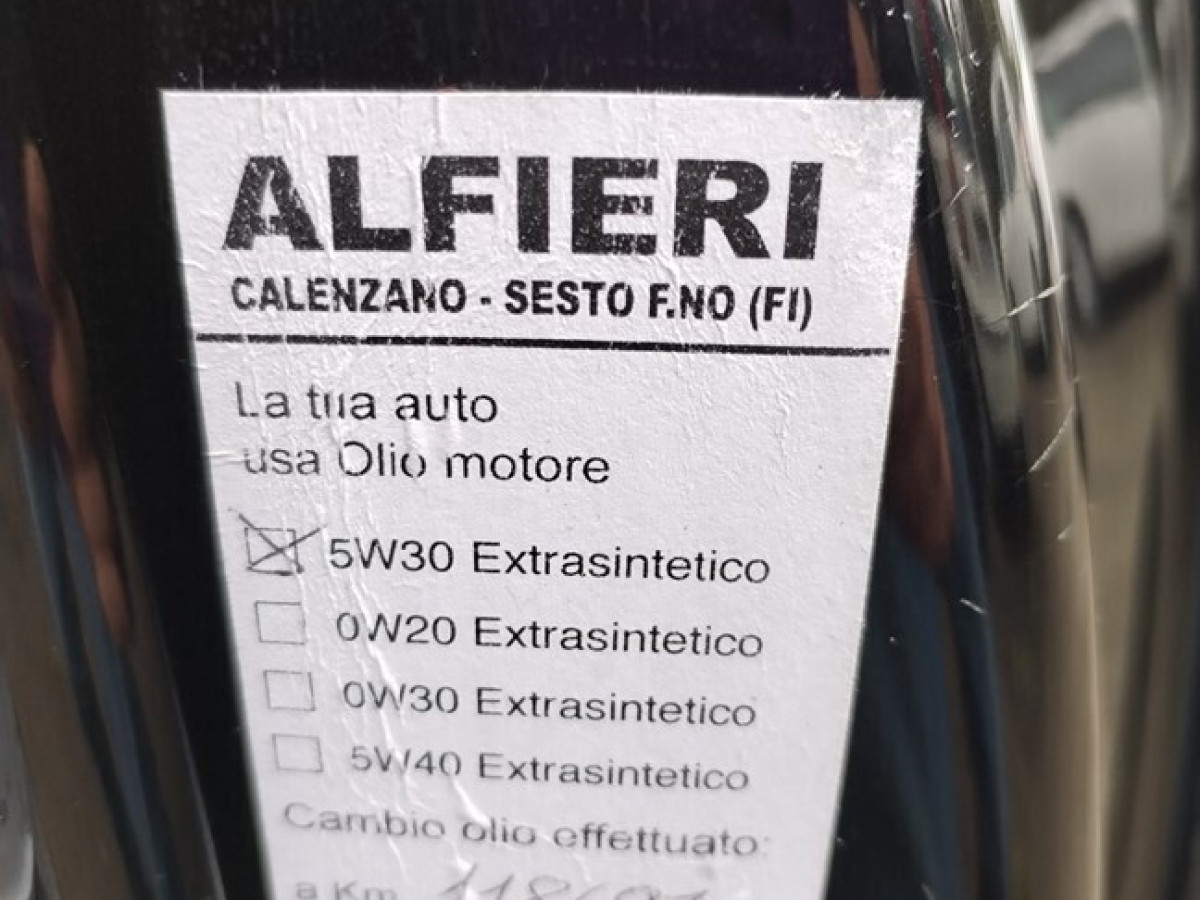 ALFIERI
CALENZANO - SESTO F.NO (FI)
La tua auto
usa Olio motore
5W30 Extrasintetico
0W20 Extrasintetico
0W30 Extrasintetico
5W40 Extrasintetico
Cambio olio effettuato:
a Km